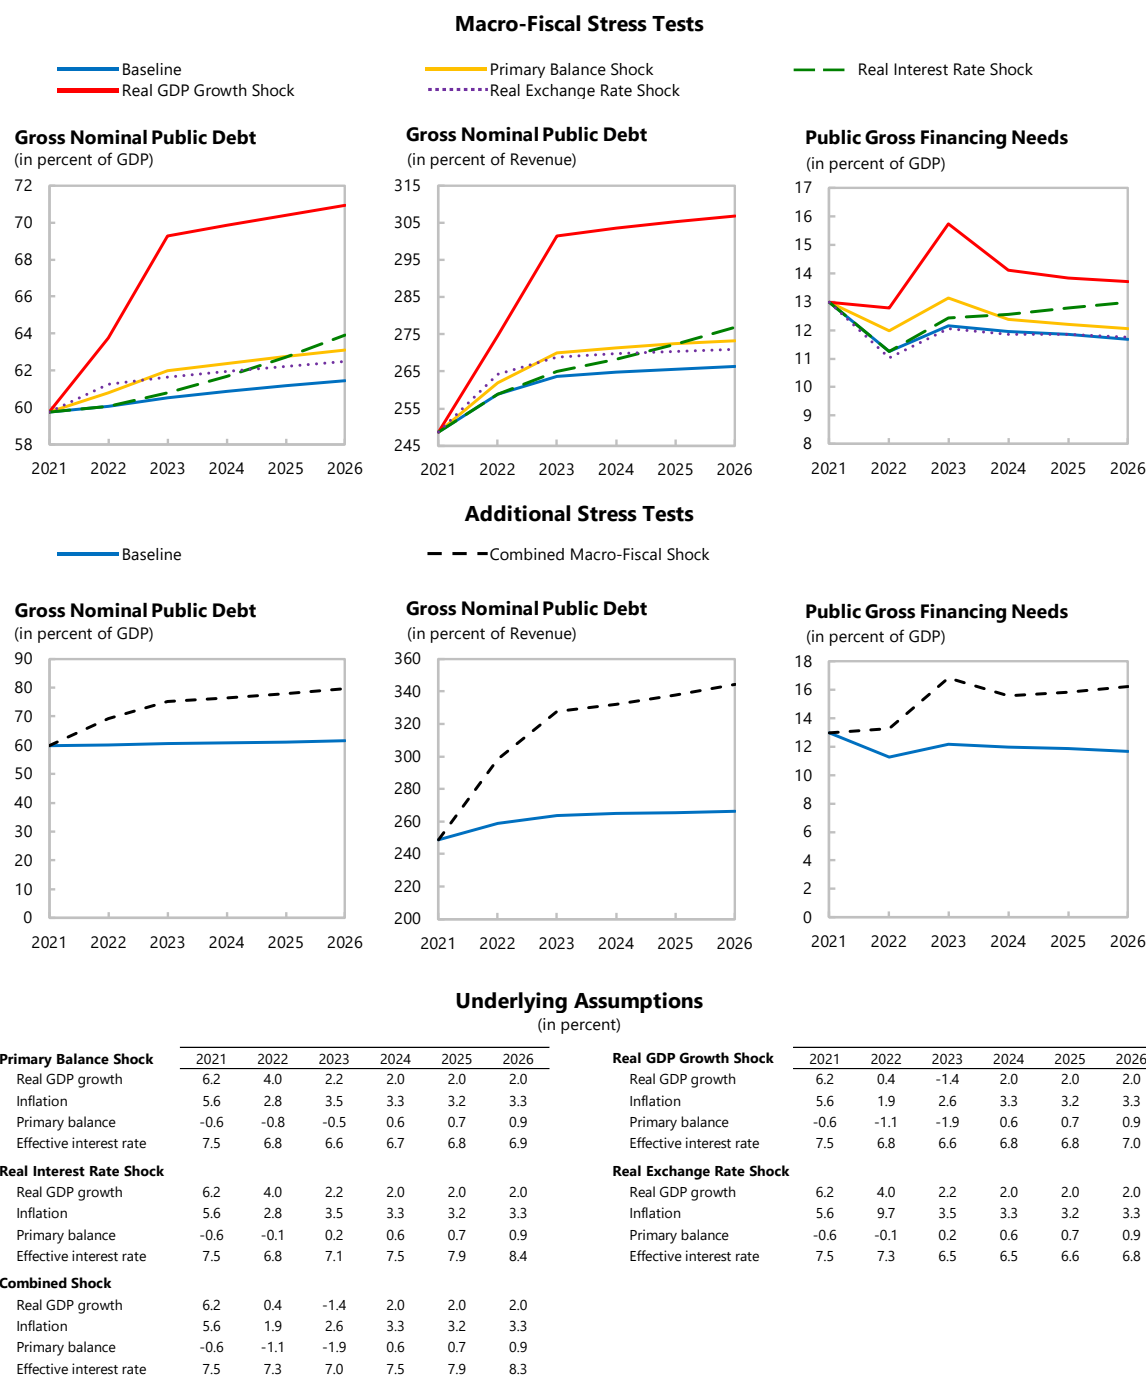 Macro-Fiscal Stress Tests
Baseline
Primary Balance Shock
Real Interest Rate Shock
Real GDP Growth Shock
Real Exchange Rate Shock
Gross Nominal Public Debt
(in percent of GDP)
72
70
68
66
64
62
60
58
2021 2022 2023 2024 2025 2026
Gross Nominal Public Debt
(in percent of Revenue)
315
305
295
285
275
265
255
245
2021 2022 2023 2024 2025 2026
Public Gross Financing Needs
(in percent of GDP)
17
16
15
14
13
12
11
10
9
8
2021 2022 2023 2024 2025 2026
Additional Stress Tests
Baseline
Combined Macro-Fiscal Shock
Gross Nominal Public Debt
(in percent of GDP)
90
80
70
60
50
40
30
20
10
0
2021 2022 2023 2024 2025 2026
Gross Nominal Public Debt
(in percent of Revenue)
360
340
320
300
280
260
240
220
200
2021 2022 2023 2024 2025 2026
Public Gross Financing Needs
(in percent of GDP)
18
16
14
12
10
8
6
4
2
0
2021 2022 2023 2024 2025 2026
Underlying Assumptions
(in percent)
Primary Balance Shock 2021 2022 2023 2024 2025 2026
Real GDP growth 6.2 4.0 2.2 2.0 2.0 2.0
Inflation 5.6 2.8 3.5 3.3 3.2 3.3
Primary balance -0.6 -0.8 -0.5 0.6 0.7 0.9
Effective interest rate 7.5 6.8 6.6 6.7 6.8 6.9
Real Interest Rate Shock
Real GDP growth 6.2 4.0 2.2 2.0 2.0 2.0
Inflation 5.6 2.8 3.5 3.3 3.2 3.3
Primary balance -0.6 -0.1 0.2 0.6 0.7 0.9
Effective interest rate 7.5 6.8 7.1 7.5 7.9 8.4
Combined Shock
Real GDP growth 6.2 0.4 -1.4 2.0 2.0 2.0
Inflation 5.6 1.9 2.6 3.3 3.2 3.3
Primary balance -0.6 -1.1 -1.9 0.6 0.7 0.9
Effective interest rate 7.5 7.3 7.0 7.5 7.9 8.3
Real GDP Growth Shock 2021 2022 2023 2024 2025 2026
Real GDP growth 6.2 0.4 -1.4 2.0 2.0 2.0
Inflation 5.6 1.9 2.6 3.3 3.2 3.3
Primary balance -0.6 -1.1 -1.9 0.6 0.7 0.9
Effective interest rate 7.5 6.8 6.6 6.8 6.8 7.0
Real Exchange Rate Shock
Real GDP growth 6.2 4.0 2.2 2.0 2.0 2.0
Inflation 5.6 9.7 3.5 3.3 3.2 3.3
Primary balance -0.6 -0.1 0.2 0.6 0.7 0.9
Effective interest rate 7.5 7.3 6.5 6.5 6.6 6.8